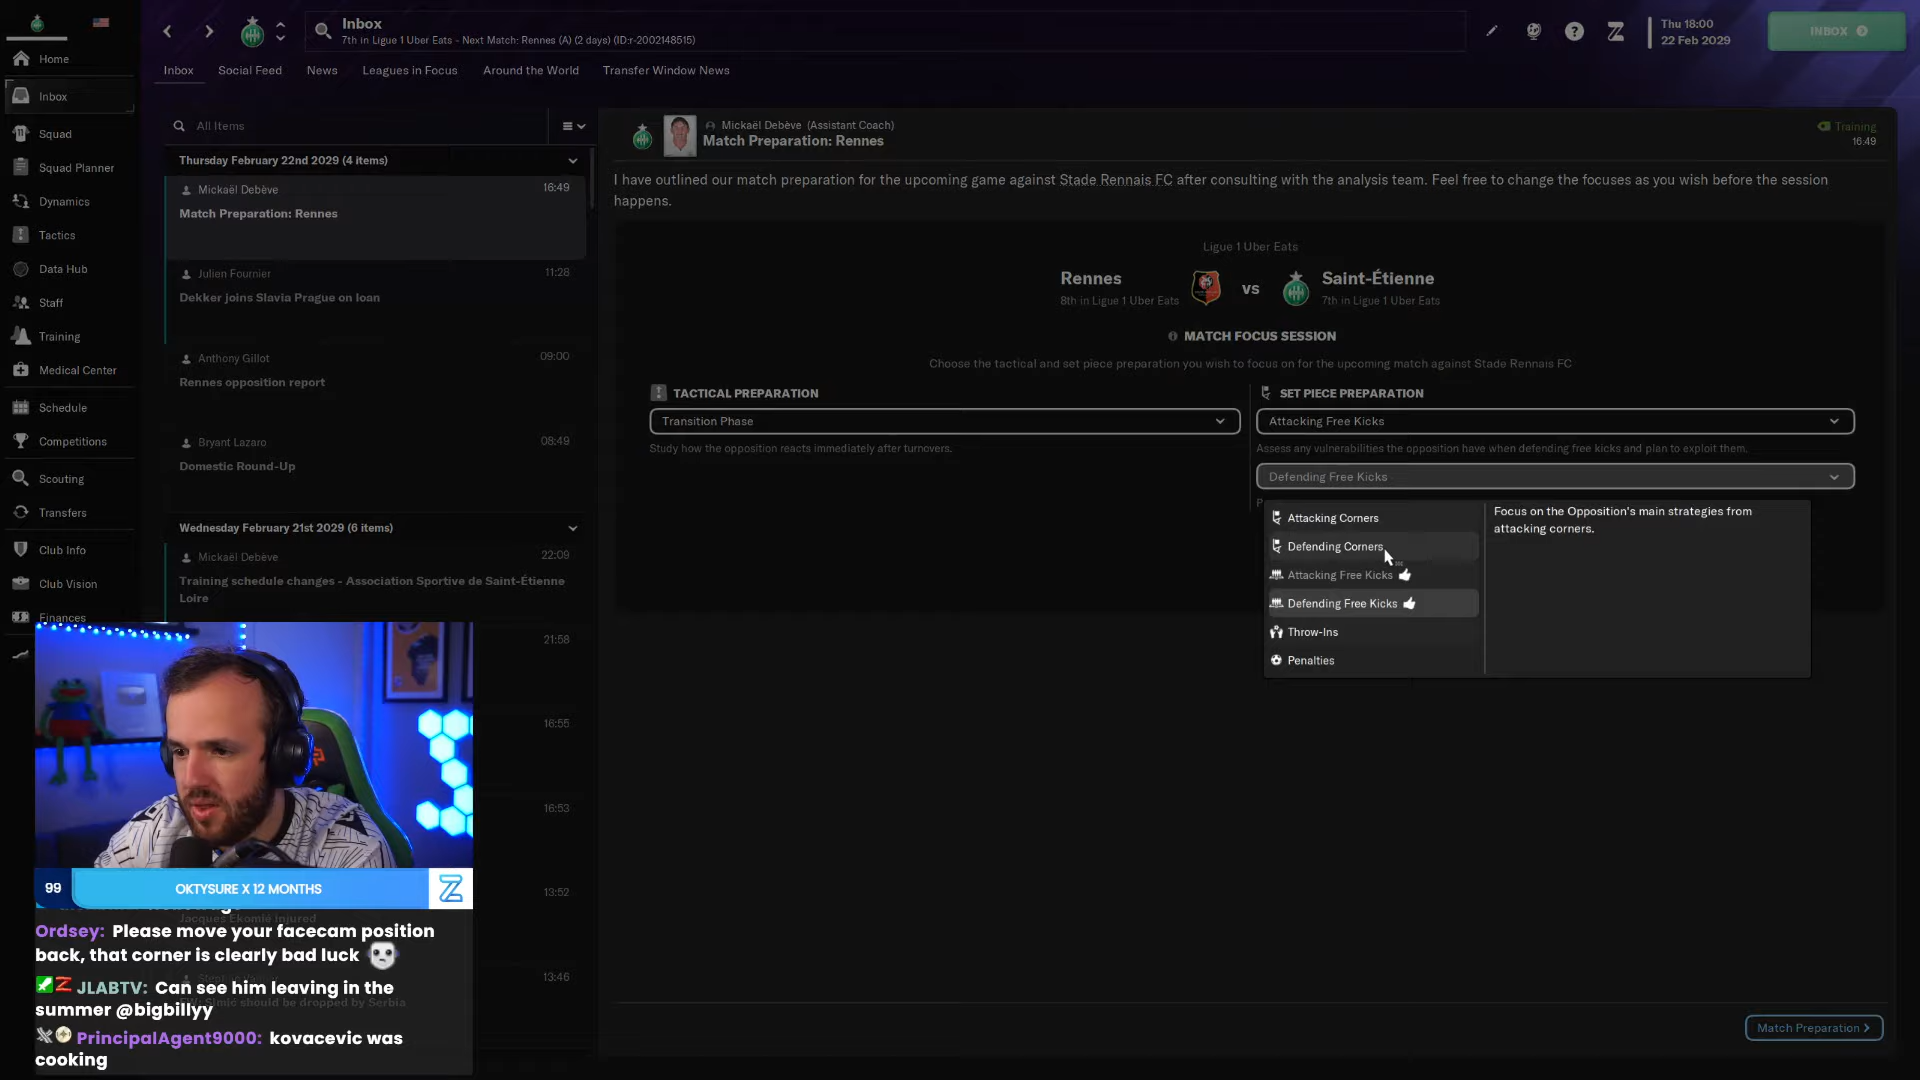 Inbox
7th in Ligue 1 Uber Eats - Next Match: Rennes (A) (2 days) (ID:r-2002148515)
Thu 18:00
22 Feb 2029
INBOX
Inbox
Social Feed
News
Leagues in Focus
Around the World
Transfer Window News
Home
Inbox
Squad
Squad Planner
Dynamics
Tactics
Data Hub
Staff
Training
Medical Center
Schedule
Competitions
Scouting
Transfers
Club Info
Club Vision
Finances
All Items
Thursday February 22nd 2029 (4 items)
Mickaël Debève
16:49
Match Preparation: Rennes
Julien Fournier
11:28
Dekker joins Slavia Prague on loan
Anthony Gillot
09:00
Rennes opposition report
Bryant Lazaro
08:49
Domestic Round-Up
Wednesday February 21st 2029 (6 items)
Mickaël Debève
22:09
Training schedule changes - Association Sportive de Saint-Étienne
Loire
21:58
16:55
16:53
13:52
Jacques Ekomié injured
13:46
FW: Simic should be dropped by Serbia
Mickaël Debève (Assistant Coach)
Match Preparation: Rennes
Training
16:49
I have outlined our match preparation for the upcoming game against Stade Rennais FC after consulting with the analysis team. Feel free to change the focuses as you wish before the session
happens.
Ligue 1 Uber Eats
Rennes
8th in Ligue 1 Uber Eats
VS
Saint-Étienne
7th in Ligue 1 Uber Eats
MATCH FOCUS SESSION
Choose the tactical and set piece preparation you wish to focus on for the upcoming match against Stade Rennais FC
TACTICAL PREPARATION
Transition Phase
Study how the opposition reacts immediately after turnovers.
SET PIECE PREPARATION
Attacking Free Kicks
Assess any vulnerabilities the opposition have when defending free kicks and plan to exploit them.
Defending Free Kicks
Attacking Corners
Defending Corners
Attacking Free Kicks
Defending Free Kicks
Throw-Ins
Penalties
Focus on the Opposition's main strategies from
attacking corners.
Match Preparation
99
OKTYSURE X 12 MONTHS
Ordsey: Please move your facecam position
back, that corner is clearly bad luck
JLABTV: Can see him leaving in the
summer @bigbillyy
PrincipalAgent9000: kovacevic was
cooking